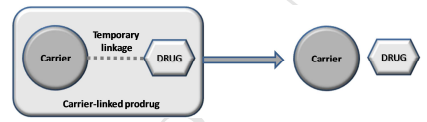 Temporary
linkage
Carrier
DRUG
Carrier-linked prodrug
Carrier
DRUG